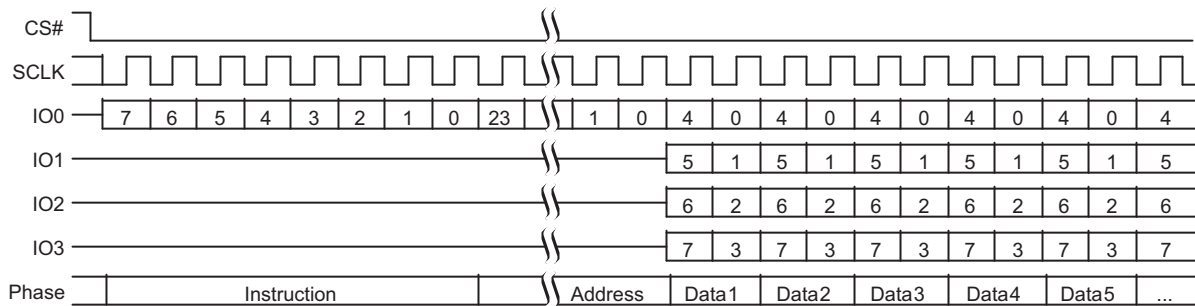 CS#
SCLK
IO0 7 6 5 4 3 2 1 0 23 1 0 4 0 4 0 4 0 4 0 4 0 4
IO1 5 1 5 1 5 1 5 1 5 1 5
IO2 6 2 6 2 6 2 6 2 6 2 6
IO3 7 3 7 3 7 3 7 3 7 3 7
Phase Instruction Address Data1 Data2 Data3 Data4 Data5 ...